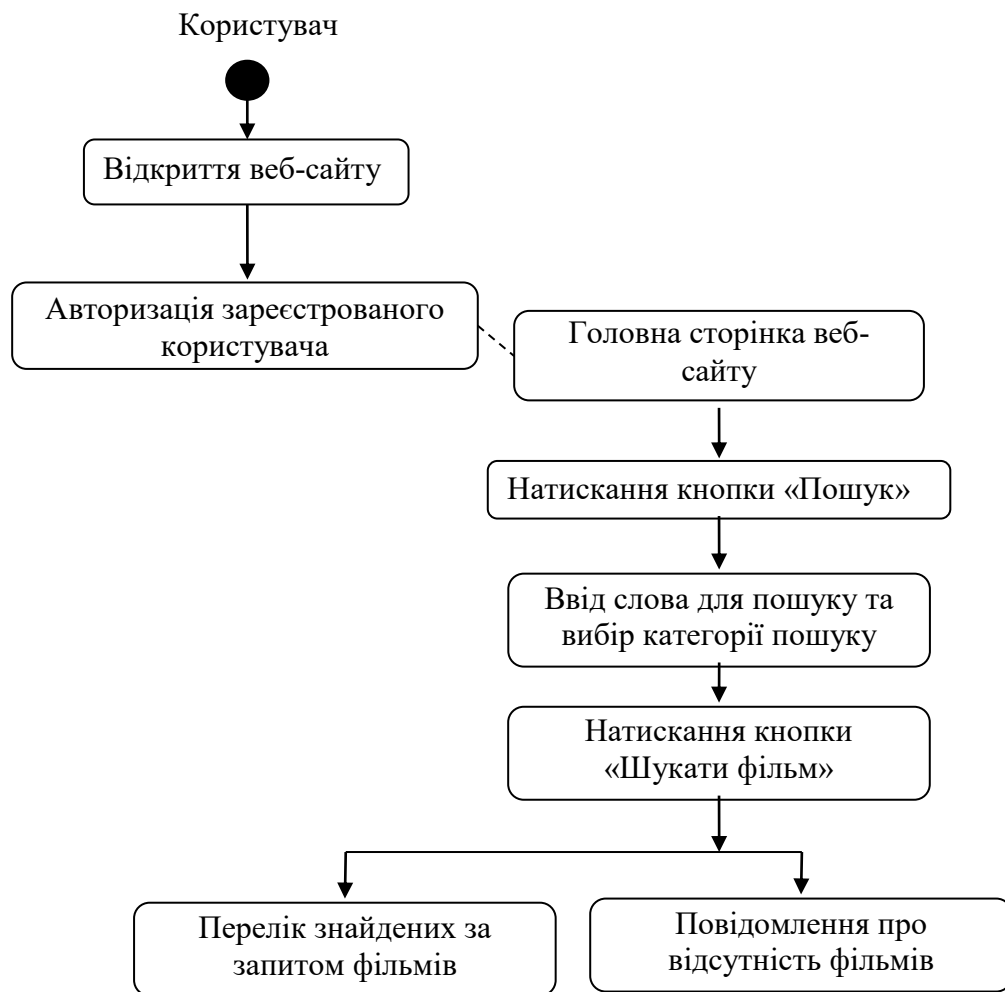 Користувач
Відкриття веб-сайту
Авторизація зареєстрованого
користувача
Головна сторінка веб-
сайту
Натискання кнопки «Пошук»
Ввід слова для пошуку та
вибір категорії пошуку
Натискання кнопки
«Шукати фільм»
Перелік знайдених за
запитом фільмів
Повідомлення про
відсутність фільмів